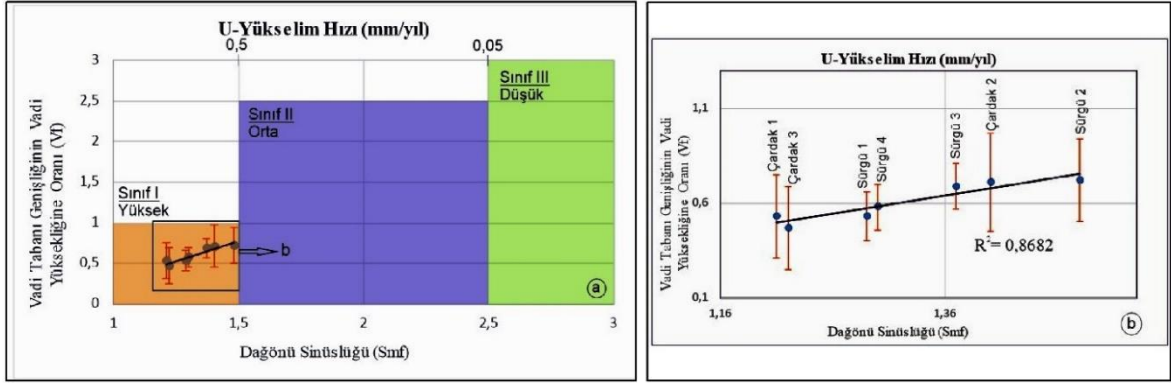 U-Yükselim Hızı (mm/yıl)
0,5
0,05
3
2,5
2
1,5
1
0,5
0
Vadi Tabanı Genişliğinin Vadi
Yüksekliğine Oranı (Vf)
Sınıf I
Yüksek
Sınıf II
Orta
Sınıf III
Düşük
b
a
1
1,5
2
2,5
3
Dağönü Sinüslüğü (Smf)
U-Yükselim Hızı (mm/yıl)
1,1
0,6
0,1
Vadi Tabanı Genişliğinin Vadi
Yüksekliğine Oranı (Vf)
Çardak 1
Çardak 3
Sürgü 1
Sürgü 4
Sürgü 3
Çardak 2
Sürgü 2
R²= 0,8682
1,16
1,36
Dağönü Sinüslüğü (Smf)
b